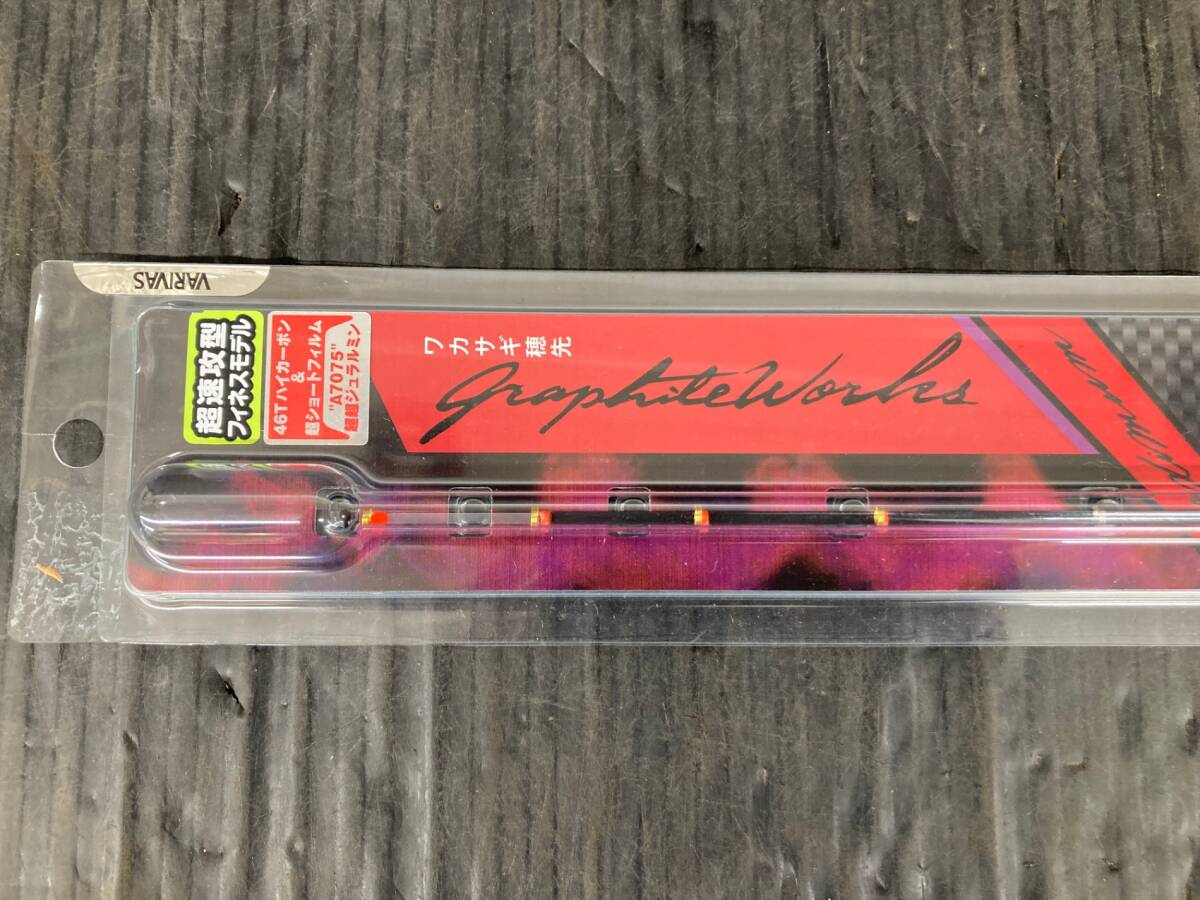 VARIVAS
超速攻型
フィネスモデル
46Tハイカーボン
&
超ショートフィルム
"A7075"
超超ジュラルミン
ワカサギ穂先
GraphiteWorks